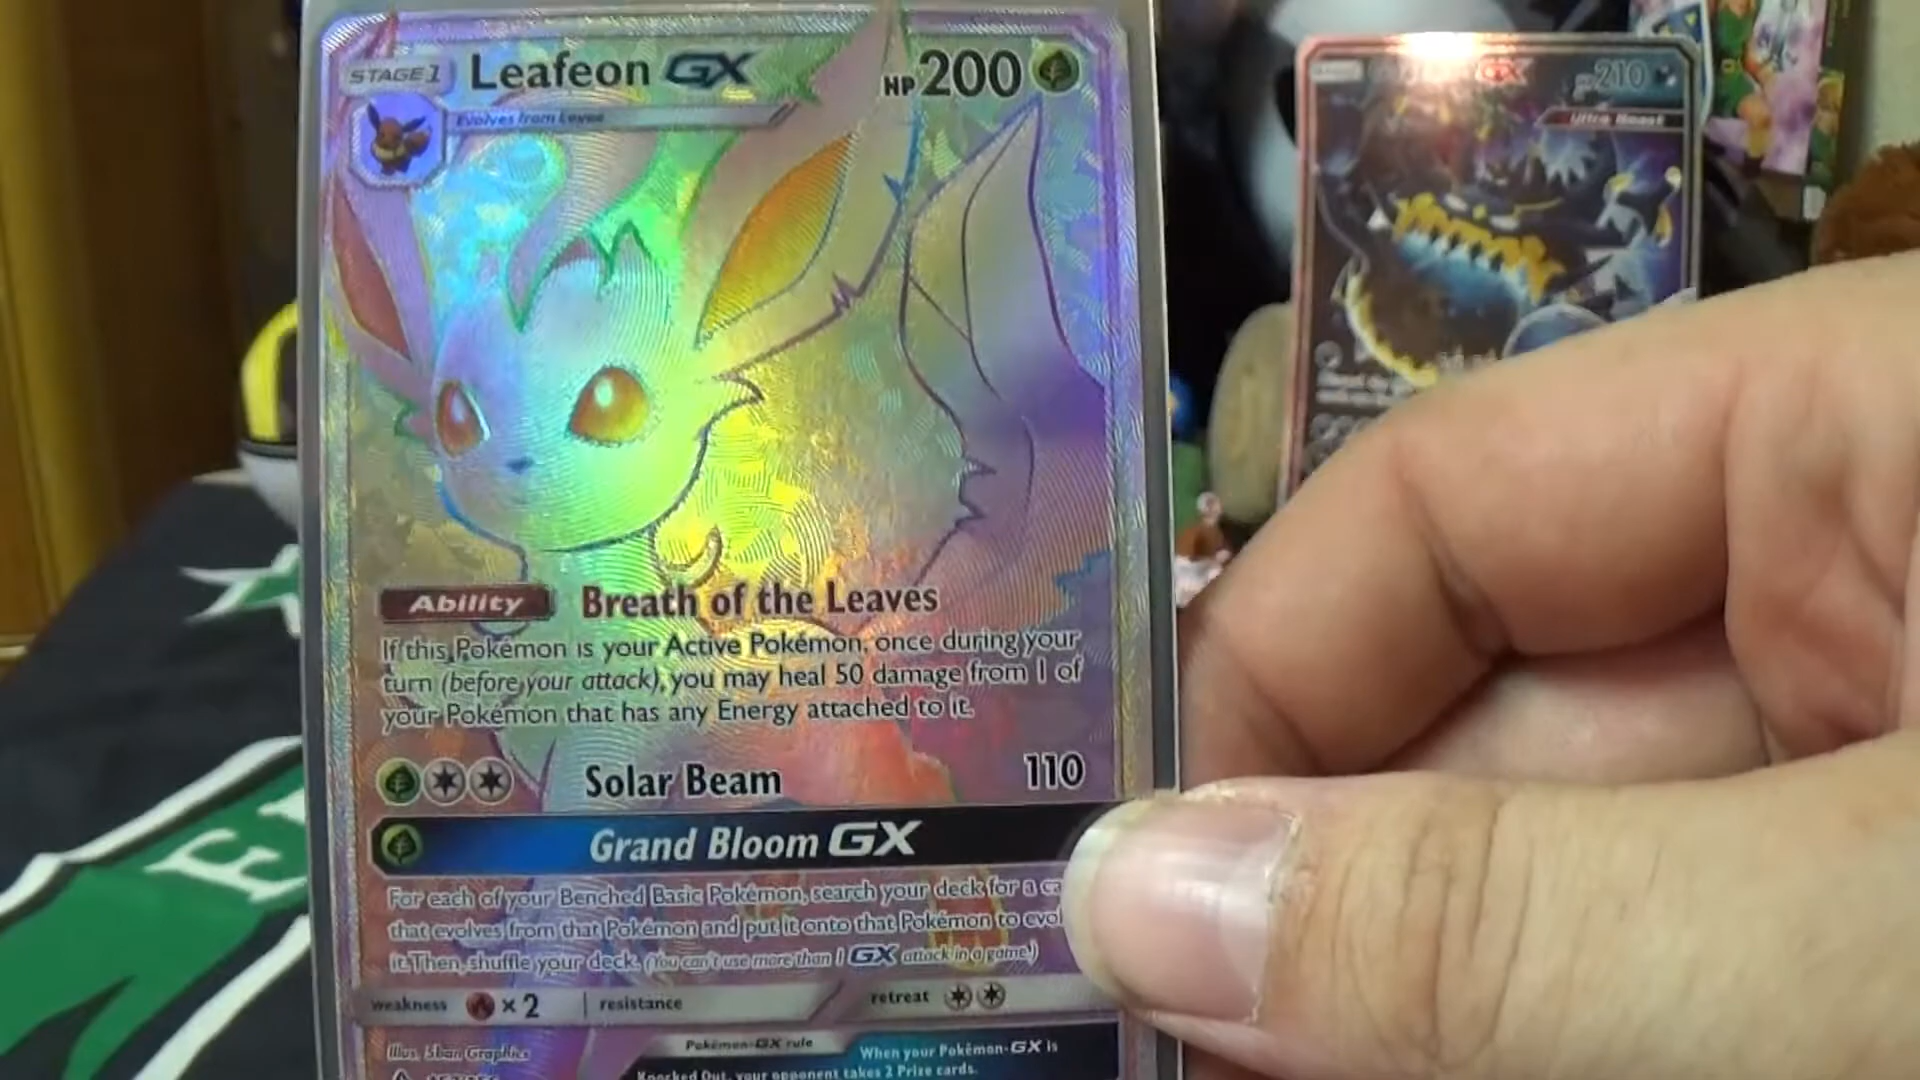 STAGE 1 Leafeon GX HP 200
Evolves from Eevee
Ability Breath of the Leaves
If this Pokémon is your Active Pokémon, once during your
turn (before your attack), you may heal 50 damage from 1 of
your Pokémon that has any Energy attached to it.
Solar Beam 110
Grand Bloom GX
For each of your Benched Basic Pokémon, search your deck for a
that evolves from that Pokémon and put it onto that Pokémon to
it. Then, shuffle your deck. (You can't use more than 1 GX attack in a game.)
weakness ×2 resistance retreat
Illus. 5ban Graphics
Pokémon-GX rule When your Pokémon-GX is
Knocked Out, your opponent takes 2 Prize cards.
GX 210
Ultra Beast
E